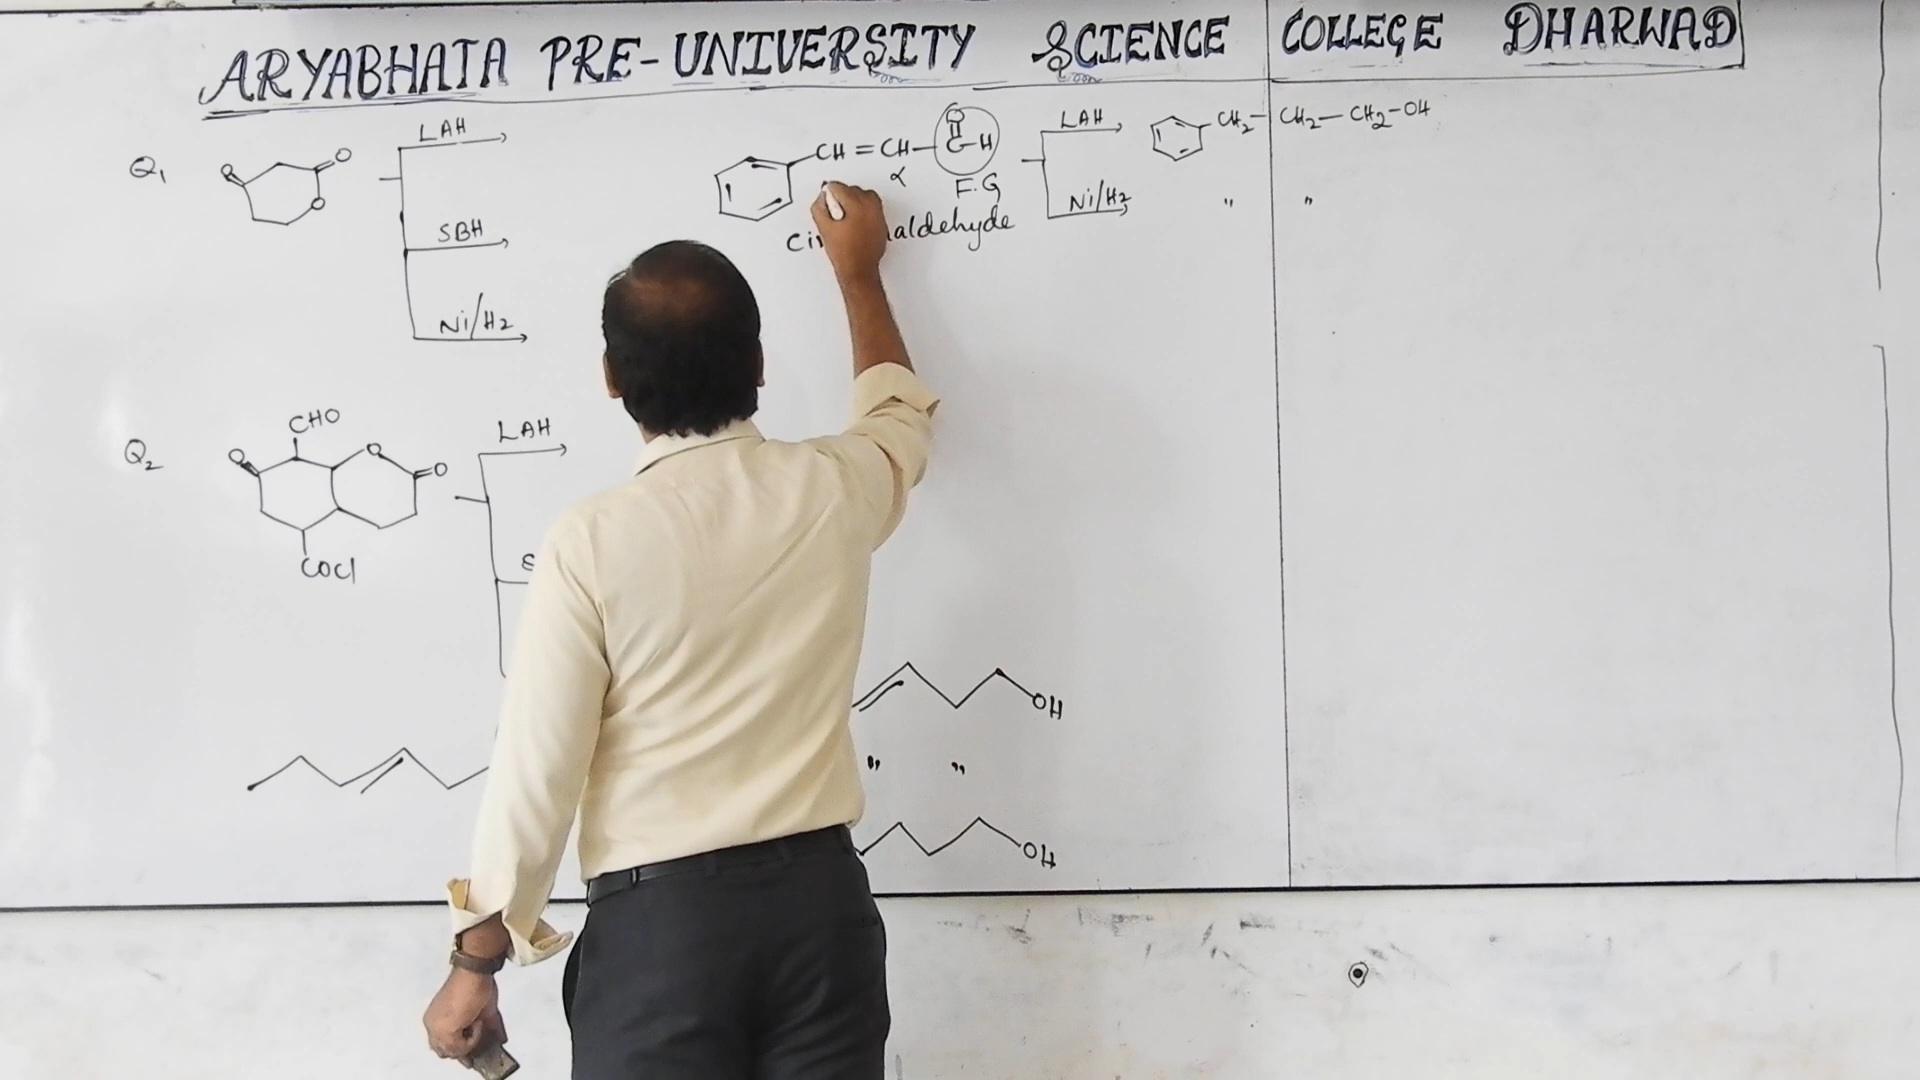 ARYABHATA PRE-UNIVERSITY SCIENCE COLLEGE DHARWAD
Q1
O
O
O
LAH
SBH
Ni/H2
CH = CH — C — H
O
α
F.G
aldehyde
LAH
Ni/H2
CH2 — CH2 — CH2 — OH
" "
Q2
CHO
O
O
O
COCl
LAH
OH
" "
OH